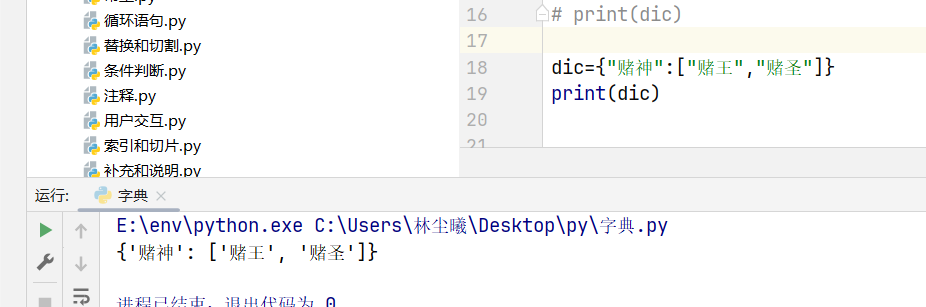 循环语句.py
替换和切割.py
条件判断.py
注释.py
用户交互.py
索引和切片.py
补充和说明.py
16 # print(dic)
17
18 dic={"赌神":["赌王","赌圣"]}
19 print(dic)
20
21
运行: 字典
E:\env\python.exe C:\Users\林尘曦\Desktop\py\字典.py
{'赌神': ['赌王', '赌圣']}
进程已结束，退出代码为 0